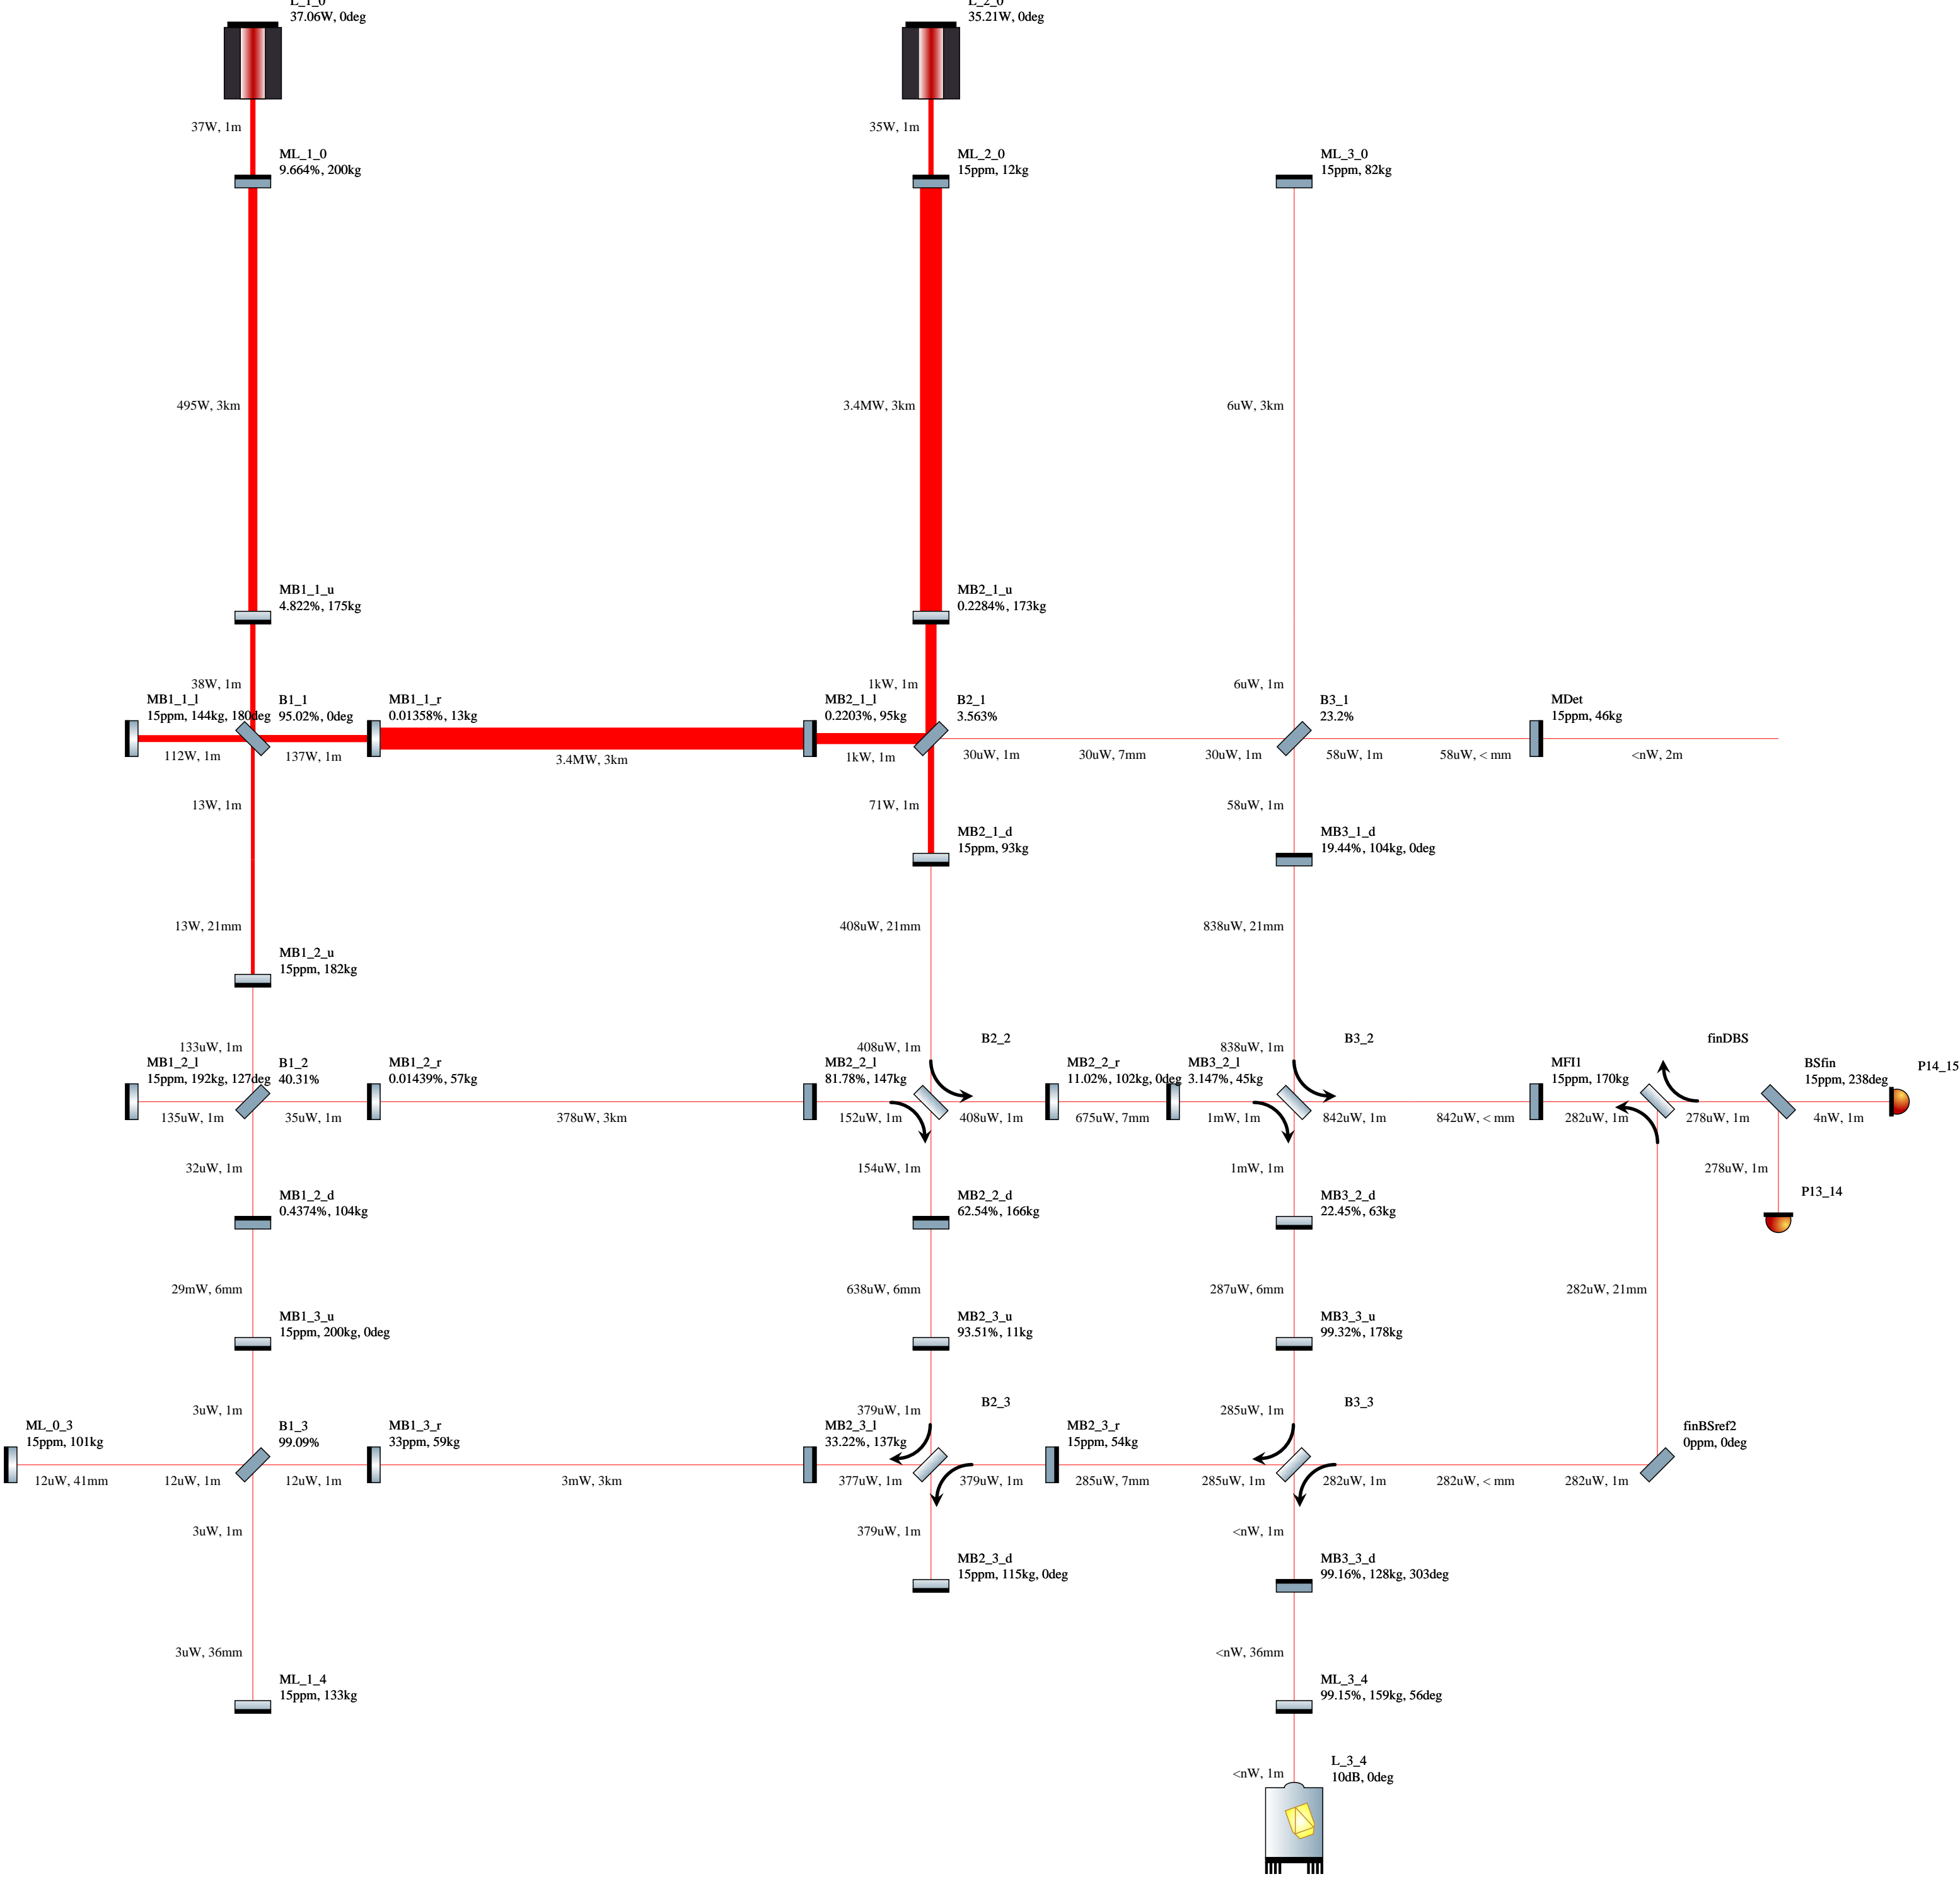 L_1_0
37.06W, 0deg
L_2_0
35.21W, 0deg
37W, 1m
35W, 1m
ML_1_0
9.664%, 200kg
ML_2_0
15ppm, 12kg
ML_3_0
15ppm, 82kg
495W, 3km
3.4MW, 3km
6uW, 3km
MB1_1_u
4.822%, 175kg
MB2_1_u
0.2284%, 173kg
38W, 1m
1kW, 1m
6uW, 1m
MB1_1_l
15ppm, 144kg, 180deg
B1_1
95.02%, 0deg
MB1_1_r
0.01358%, 13kg
MB2_1_l
0.2203%, 95kg
B2_1
3.563%
B3_1
23.2%
MDet
15ppm, 46kg
112W, 1m
137W, 1m
3.4MW, 3km
1kW, 1m
30uW, 1m
30uW, 7mm
30uW, 1m
58uW, 1m
58uW, < mm
<nW, 2m
13W, 1m
71W, 1m
58uW, 1m
MB2_1_d
15ppm, 93kg
MB3_1_d
19.44%, 104kg, 0deg
13W, 21mm
408uW, 21mm
838uW, 21mm
MB1_2_u
15ppm, 182kg
133uW, 1m
408uW, 1m
838uW, 1m
B2_2
B3_2
finDBS
MB1_2_l
15ppm, 192kg, 127deg
B1_2
40.31%
MB1_2_r
0.01439%, 57kg
MB2_2_l
81.78%, 147kg
MB2_2_r
11.02%, 102kg, 0deg
MB3_2_l
3.147%, 45kg
MFI1
15ppm, 170kg
BSfin
15ppm, 238deg
P14_15
135uW, 1m
35uW, 1m
378uW, 3km
152uW, 1m
408uW, 1m
675uW, 7mm
1mW, 1m
842uW, 1m
842uW, < mm
282uW, 1m
278uW, 1m
4nW, 1m
32uW, 1m
154uW, 1m
1mW, 1m
278uW, 1m
MB1_2_d
0.4374%, 104kg
MB2_2_d
62.54%, 166kg
MB3_2_d
22.45%, 63kg
P13_14
29mW, 6mm
638uW, 6mm
287uW, 6mm
282uW, 21mm
MB1_3_u
15ppm, 200kg, 0deg
MB2_3_u
93.51%, 11kg
MB3_3_u
99.32%, 178kg
3uW, 1m
379uW, 1m
285uW, 1m
B2_3
B3_3
ML_0_3
15ppm, 101kg
B1_3
99.09%
MB1_3_r
33ppm, 59kg
MB2_3_l
33.22%, 137kg
MB2_3_r
15ppm, 54kg
finBSref2
0ppm, 0deg
12uW, 41mm
12uW, 1m
12uW, 1m
3mW, 3km
377uW, 1m
379uW, 1m
285uW, 7mm
285uW, 1m
282uW, 1m
282uW, < mm
282uW, 1m
3uW, 1m
379uW, 1m
<nW, 1m
MB2_3_d
15ppm, 115kg, 0deg
MB3_3_d
99.16%, 128kg, 303deg
3uW, 36mm
<nW, 36mm
ML_1_4
15ppm, 133kg
ML_3_4
99.15%, 159kg, 56deg
<nW, 1m
L_3_4
10dB, 0deg